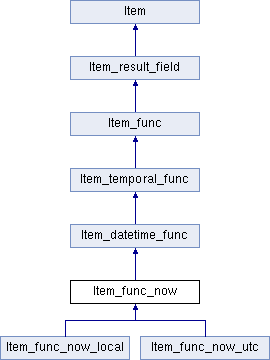 Item
Item_result_field
Item_func
Item_temporal_func
Item_datetime_func
Item_func_now
Item_func_now_local
Item_func_now_utc